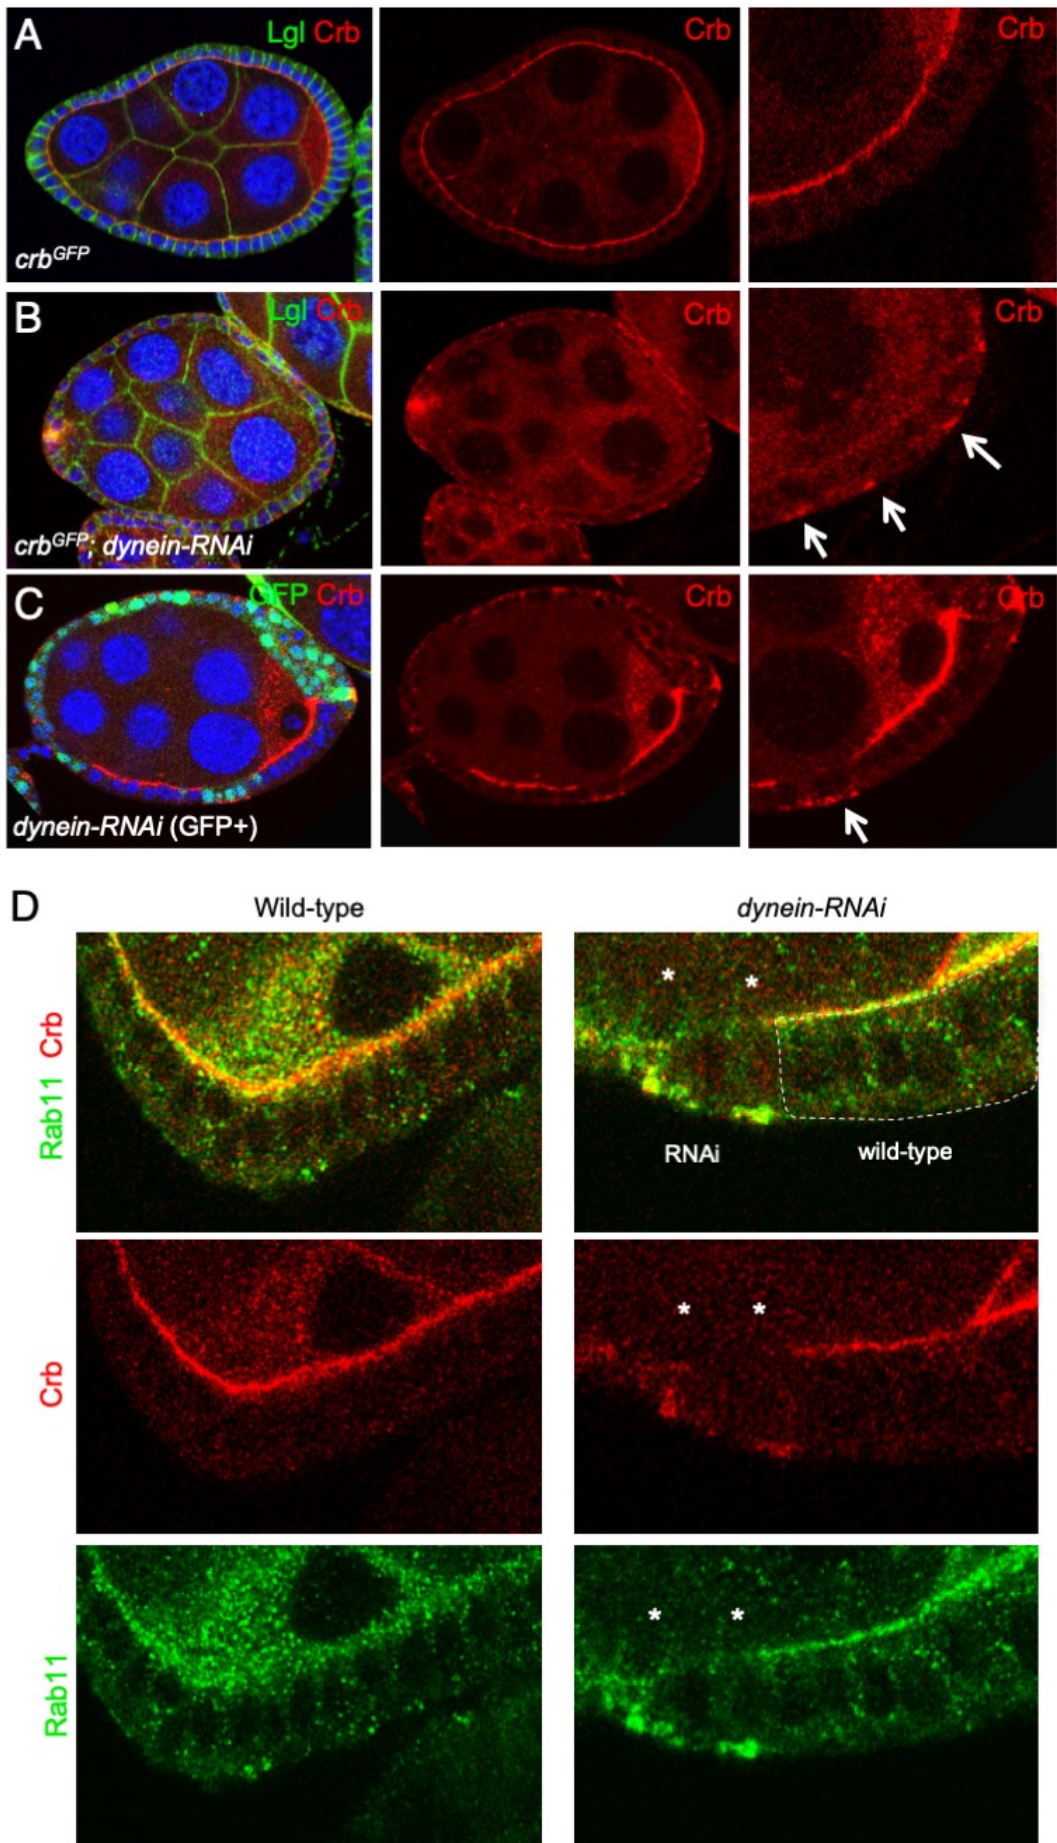 A
Lgl Crb
Crb
Crb
crbGFP
B
Lgl Crb
Crb
Crb
crbGFP; dynein-RNAi
C
GFP Crb
Crb
Crb
dynein-RNAi (GFP+)
D
Wild-type
dynein-RNAi
Rab11 Crb
* *
RNAi
wild-type
Crb
* *
Rab11
* *